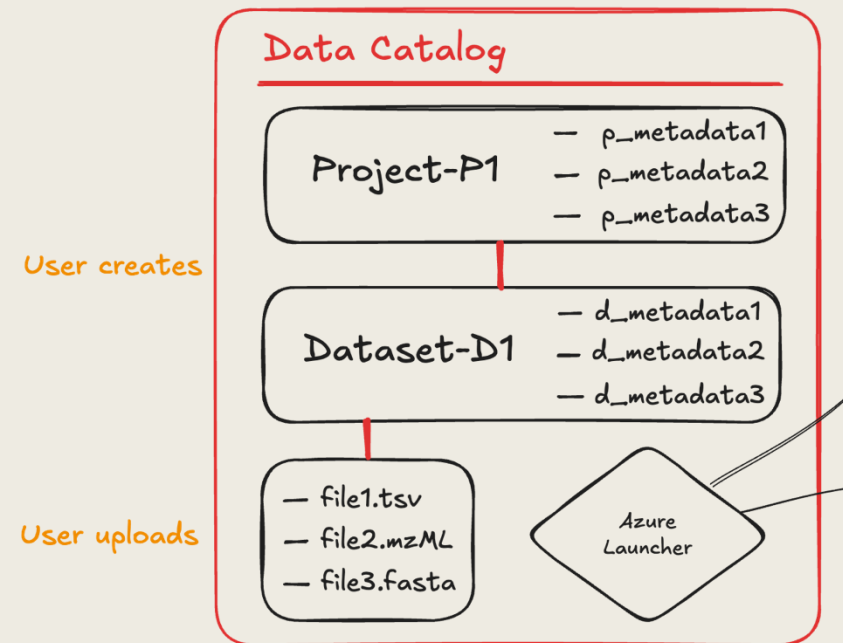 Data Catalog
Project-P1
— p_metadata1
— p_metadata2
— p_metadata3
User creates
Dataset-D1
— d_metadata1
— d_metadata2
— d_metadata3
User uploads
— file1.tsv
— file2.mzML
— file3.fasta
Azure
Launcher